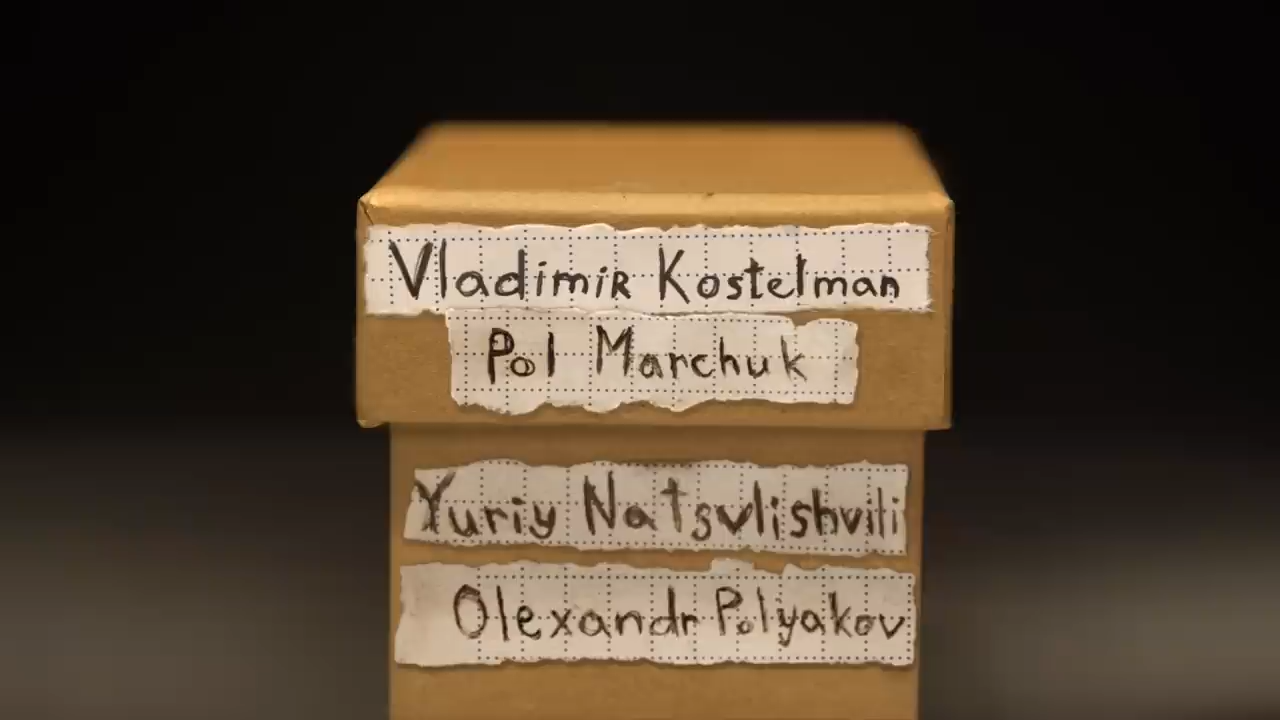 Vladimir Kostelman
Pol Marchuk
Yuriy Natsvlishvili
Olexandr Polyakov